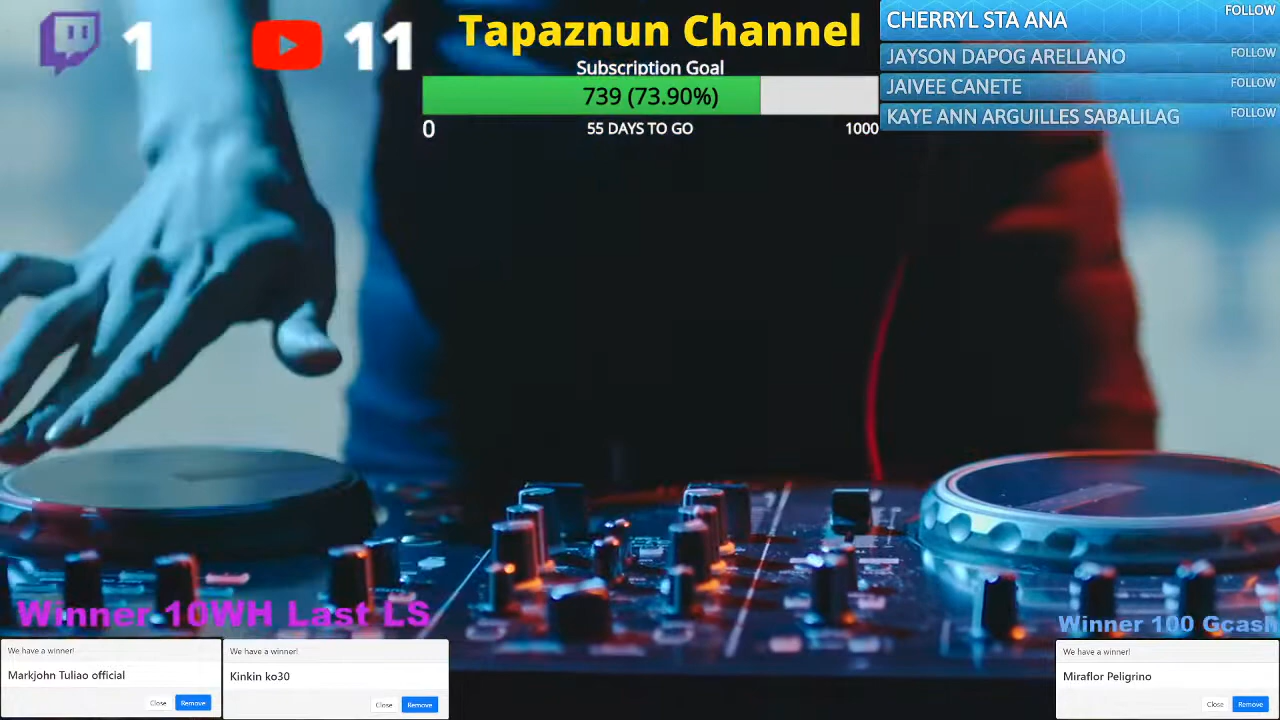 1
11
Tapaznun Channel
Subscription Goal
739 (73.90%)
0 55 DAYS TO GO 1000
CHERRYL STA ANA FOLLOW
JAYSON DAPOG ARELLANO FOLLOW
JAIVEE CANETE FOLLOW
KAYE ANN ARGUILLES SABALILAG FOLLOW
Winner 10WH Last LS
We have a winner!
Markjohn Tuliao official
Close Remove
We have a winner!
Kinkin ko30
Close Remove
Winner 100 Gcash
We have a winner!
Miraflor Peligrino
Close Remove